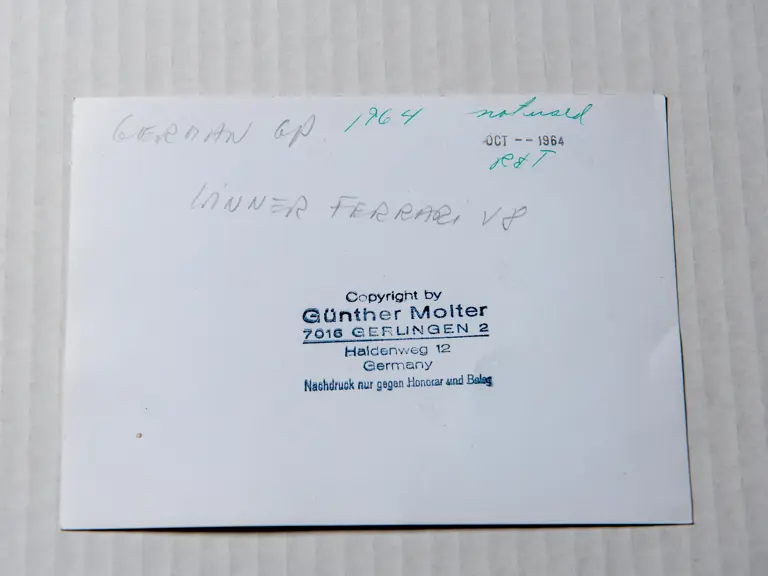 GERMAN GP 1964 not used
OCT -- 1964
R&T
WINNER FERRARI V8
Copyright by
Günther Molter
7016 GERLINGEN 2
Haldenweg 12
Germany
Nachdruck nur gegen Honorar und Beleg